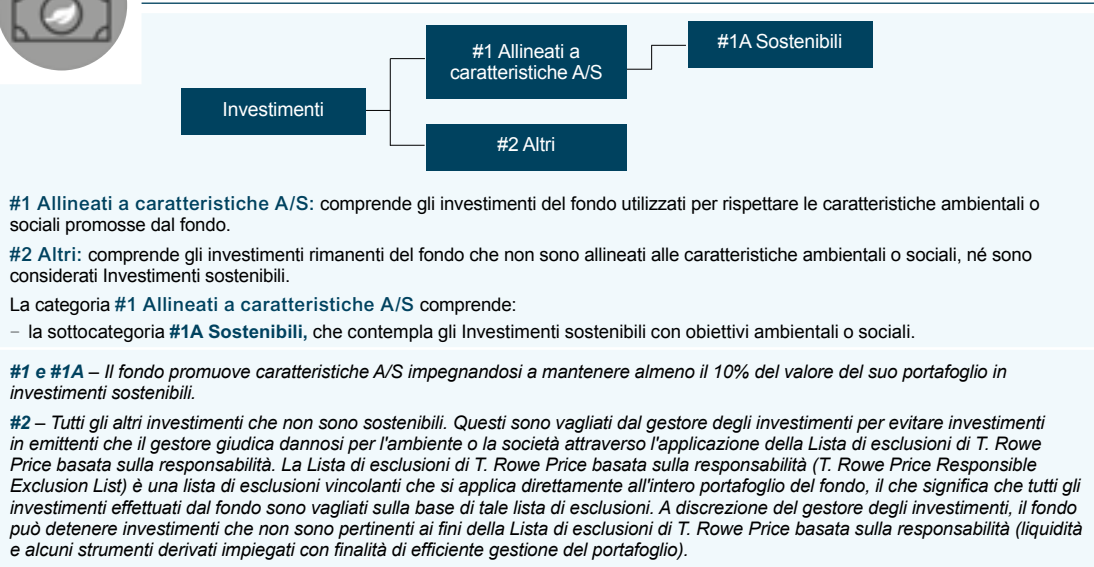 #1 Allineati a
caratteristiche A/S
#1A Sostenibili
Investimenti
#2 Altri
#1 Allineati a caratteristiche A/S: comprende gli investimenti del fondo utilizzati per rispettare le caratteristiche ambientali o
sociali promosse dal fondo.
#2 Altri: comprende gli investimenti rimanenti del fondo che non sono allineati alle caratteristiche ambientali o sociali, né sono
considerati Investimenti sostenibili.
La categoria #1 Allineati a caratteristiche A/S comprende:
– la sottocategoria #1A Sostenibili, che contempla gli Investimenti sostenibili con obiettivi ambientali o sociali.
#1 e #1A – Il fondo promuove caratteristiche A/S impegnandosi a mantenere almeno il 10% del valore del suo portafoglio in
investimenti sostenibili.
#2 – Tutti gli altri investimenti che non sono sostenibili. Questi sono vagliati dal gestore degli investimenti per evitare investimenti
in emittenti che il gestore giudica dannosi per l'ambiente o la società attraverso l'applicazione della Lista di esclusioni di T. Rowe
Price basata sulla responsabilità. La Lista di esclusioni di T. Rowe Price basata sulla responsabilità (T. Rowe Price Responsible
Exclusion List) è una lista di esclusioni vincolanti che si applica direttamente all'intero portafoglio del fondo, il che significa che tutti gli
investimenti effettuati dal fondo sono vagliati sulla base di tale lista di esclusioni. A discrezione del gestore degli investimenti, il fondo
può detenere investimenti che non sono pertinenti ai fini della Lista di esclusioni di T. Rowe Price basata sulla responsabilità (liquidità
e alcuni strumenti derivati impiegati con finalità di efficiente gestione del portafoglio).